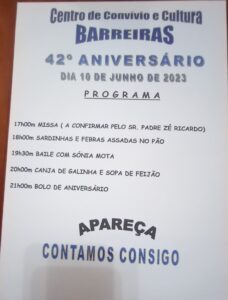 Centro de Convívio e Cultura
BARREIRAS
42º ANIVERSÁRIO
DIA 10 DE JUNHO DE 2023
PROGRAMA
17h00m MISSA ( A CONFIRMAR PELO SR. PADRE ZÉ RICARDO)
18h00m SARDINHAS E FEBRAS ASSADAS NO PÃO
19h30m BAILE COM SÓNIA MOTA
20h00m CANJA DE GALINHA E SOPA DE FEIJÃO
21h00m BOLO DE ANIVERSÁRIO
APAREÇA
CONTAMOS CONSIGO